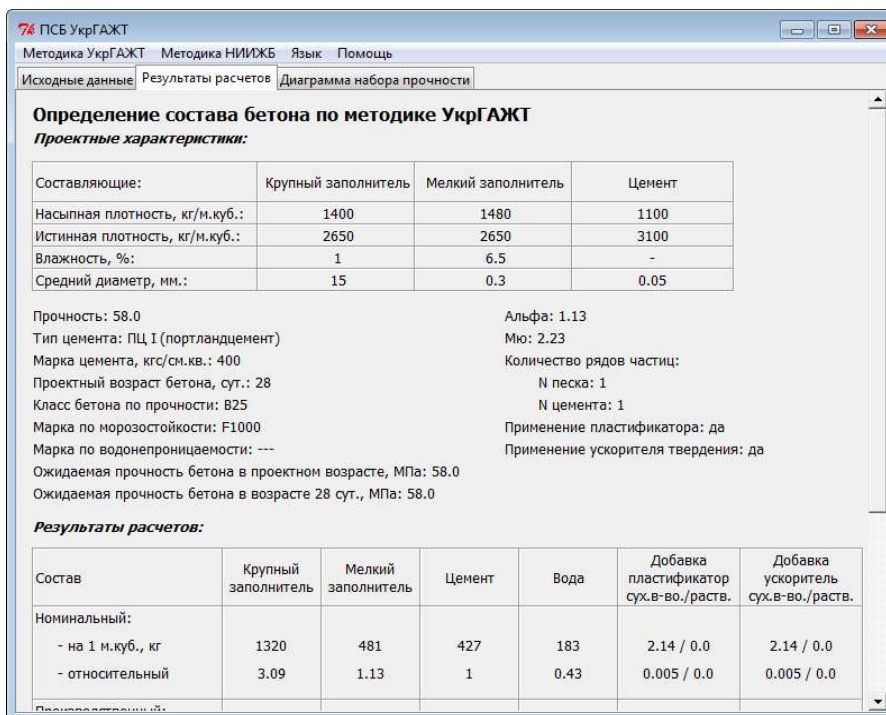 ПСБ УкрГАЖТ
Методика УкрГАЖТ Методика НИИЖБ Язык Помощь
Исходные данные Результаты расчетов Диаграмма набора прочности
Определение состава бетона по методике УкрГАЖТ
Проектные характеристики:
Составляющие: Крупный заполнитель Мелкий заполнитель Цемент
Насыпная плотность, кг/м.куб.: 1400 1480 1100
Истинная плотность, кг/м.куб.: 2650 2650 3100
Влажность, %: 1 6.5 -
Средний диаметр, мм.: 15 0.3 0.05
Прочность: 58.0
Тип цемента: ПЦ I (портландцемент)
Марка цемента, кгс/см.кв.: 400
Проектный возраст бетона, сут.: 28
Класс бетона по прочности: B25
Марка по морозостойкости: F1000
Марка по водонепроницаемости: ---
Ожидаемая прочность бетона в проектном возрасте, МПа: 58.0
Ожидаемая прочность бетона в возрасте 28 сут., МПа: 58.0
Альфа: 1.13
Мю: 2.23
Количество рядов частиц:
N песка: 1
N цемента: 1
Применение пластификатора: да
Применение ускорителя твердения: да
Результаты расчетов:
Состав Крупный заполнитель Мелкий заполнитель Цемент Вода Добавка пластификатор сух.в-во./раств. Добавка ускоритель сух.в-во./раств.
Номинальный:
- на 1 м.куб., кг 1320 481 427 183 2.14 / 0.0 2.14 / 0.0
- относительный 3.09 1.13 1 0.43 0.005 / 0.0 0.005 / 0.0